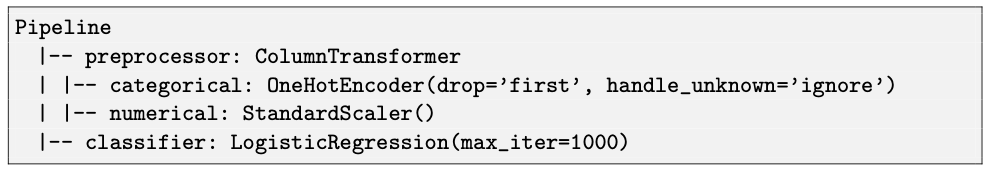 Pipeline
|-- preprocessor: ColumnTransformer
| |-- categorical: OneHotEncoder(drop='first', handle_unknown='ignore')
| |-- numerical: StandardScaler()
|-- classifier: LogisticRegression(max_iter=1000)